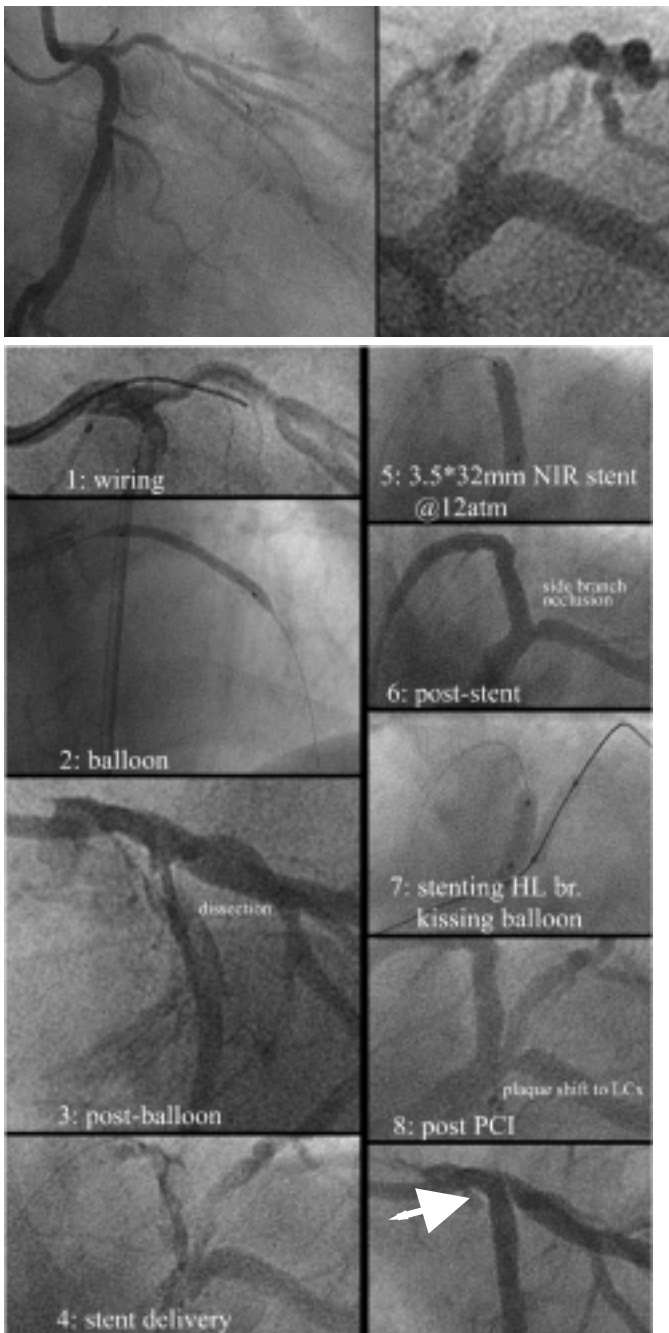 1: wiring
2: balloon
dissection
3: post-balloon
4: stent delivery
5: 3.5*32mm NIR stent
@12atm
side branch
occlusion
6: post-stent
7: stenting HL br.
kissing balloon
plaque shift to LCx
8: post PCI